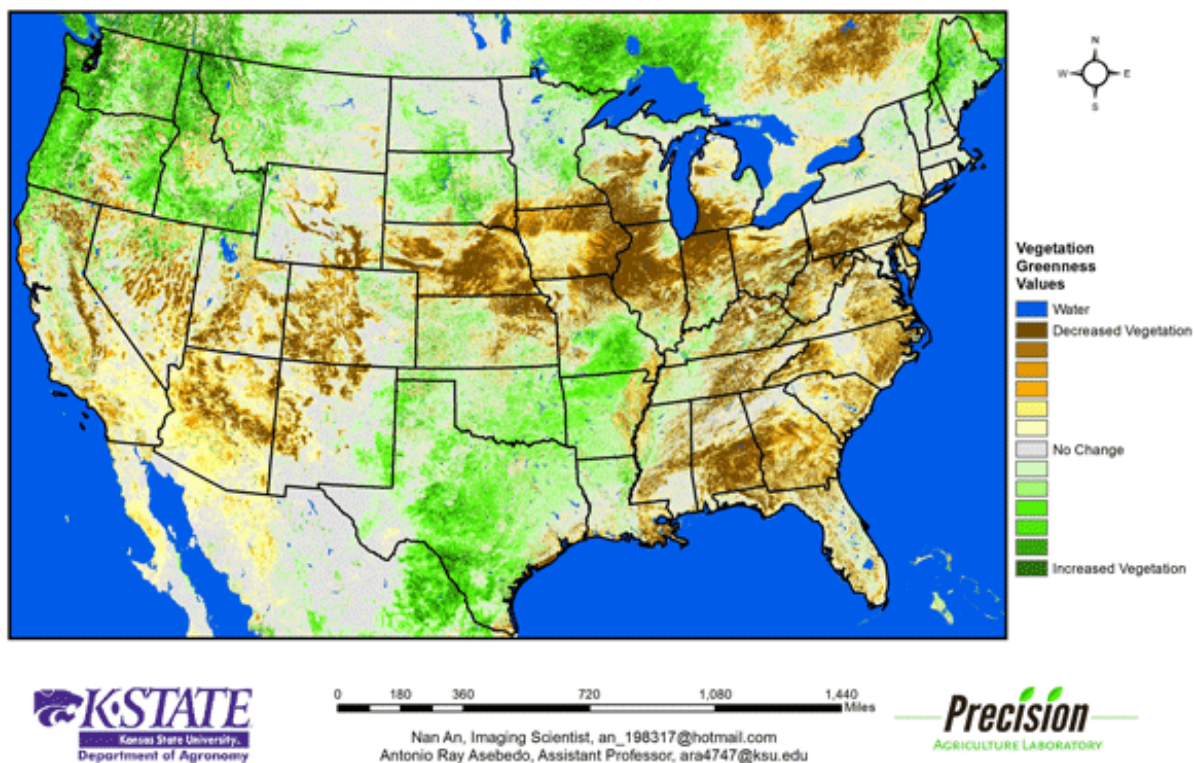 N
W E
S
Vegetation
Greenness
Values
Water
Decreased Vegetation
No Change
Increased Vegetation
K-STATE
Kansas State University
Department of Agronomy
0 180 360 720 1,080 1,440
Miles
Nan An, Imaging Scientist, an_198317@hotmail.com
Antonio Ray Asebedo, Assistant Professor, ara4747@ksu.edu
Precision
AGRICULTURE LABORATORY